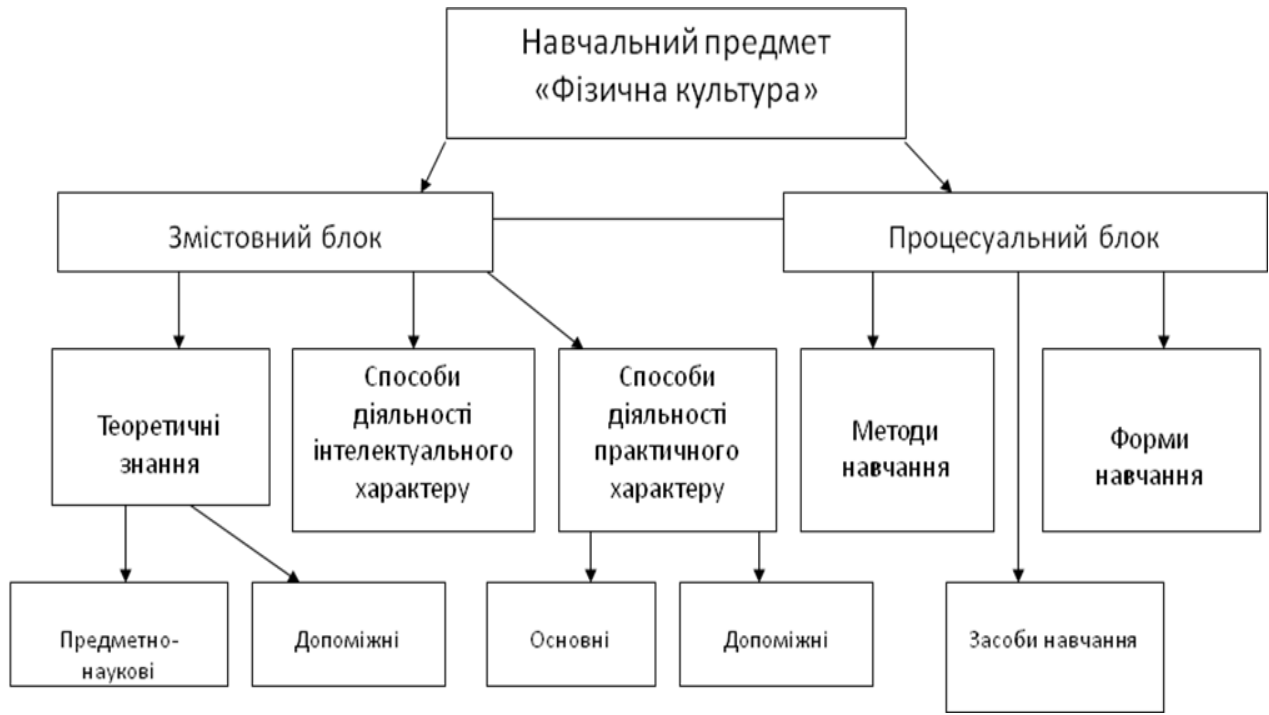 Навчальний предмет
«Фізична культура»
Змістовний блок
Процесуальний блок
Теоретичні
знання
Способи
діяльності
інтелектуального
характеру
Способи
діяльності
практичного
характеру
Методи
навчання
Форми
навчання
Предметно-
наукові
Допоміжні
Основні
Допоміжні
Засоби навчання